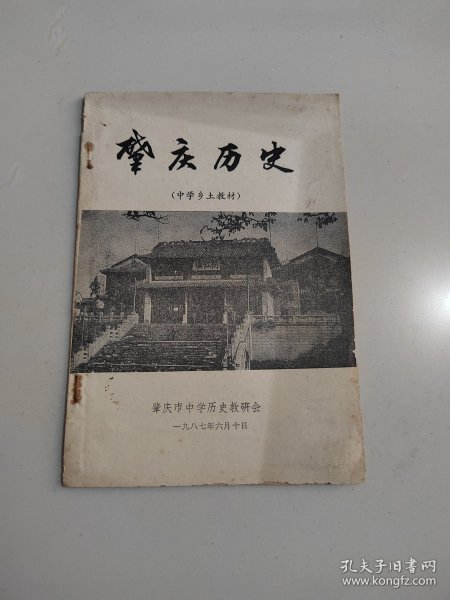 肇庆历史
（中学乡土教材）
肇庆市中学历史教研会
一九八七年六月十日
孔夫子旧书网
www.kongfz.com